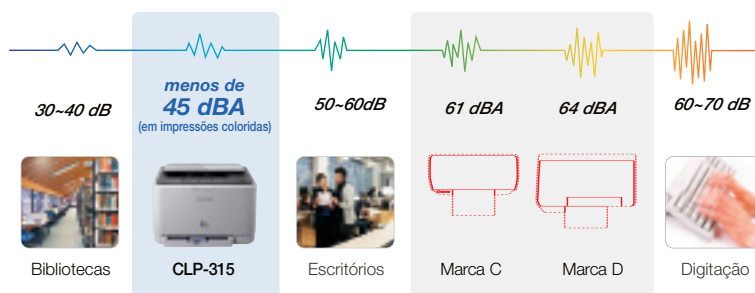 30~40 dB
menos de
45 dBA
(em impressões coloridas)
50~60dB
61 dBA
64 dBA
60~70 dB
Bibliotecas
CLP-315
Escritórios
Marca C
Marca D
Digitação